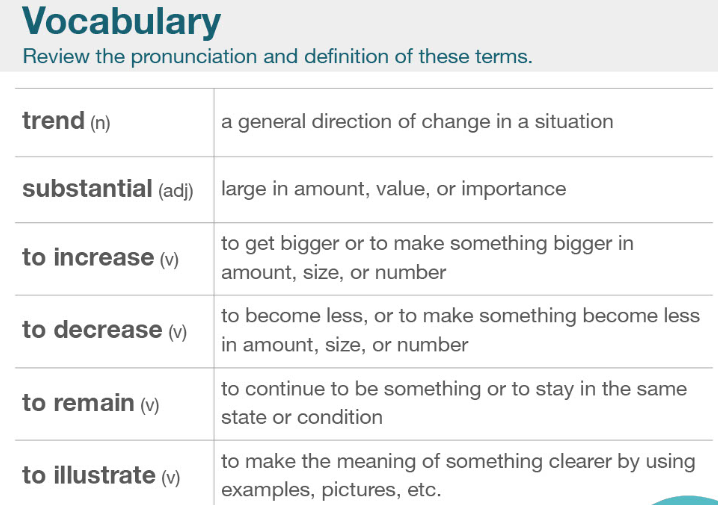 Vocabulary
Review the pronunciation and definition of these terms.
trend (n)
a general direction of change in a situation
substantial (adj)
large in amount, value, or importance
to increase (v)
to get bigger or to make something bigger in
amount, size, or number
to decrease (v)
to become less, or to make something become less
in amount, size, or number
to remain (v)
to continue to be something or to stay in the same
state or condition
to illustrate (v)
to make the meaning of something clearer by using
examples, pictures, etc.